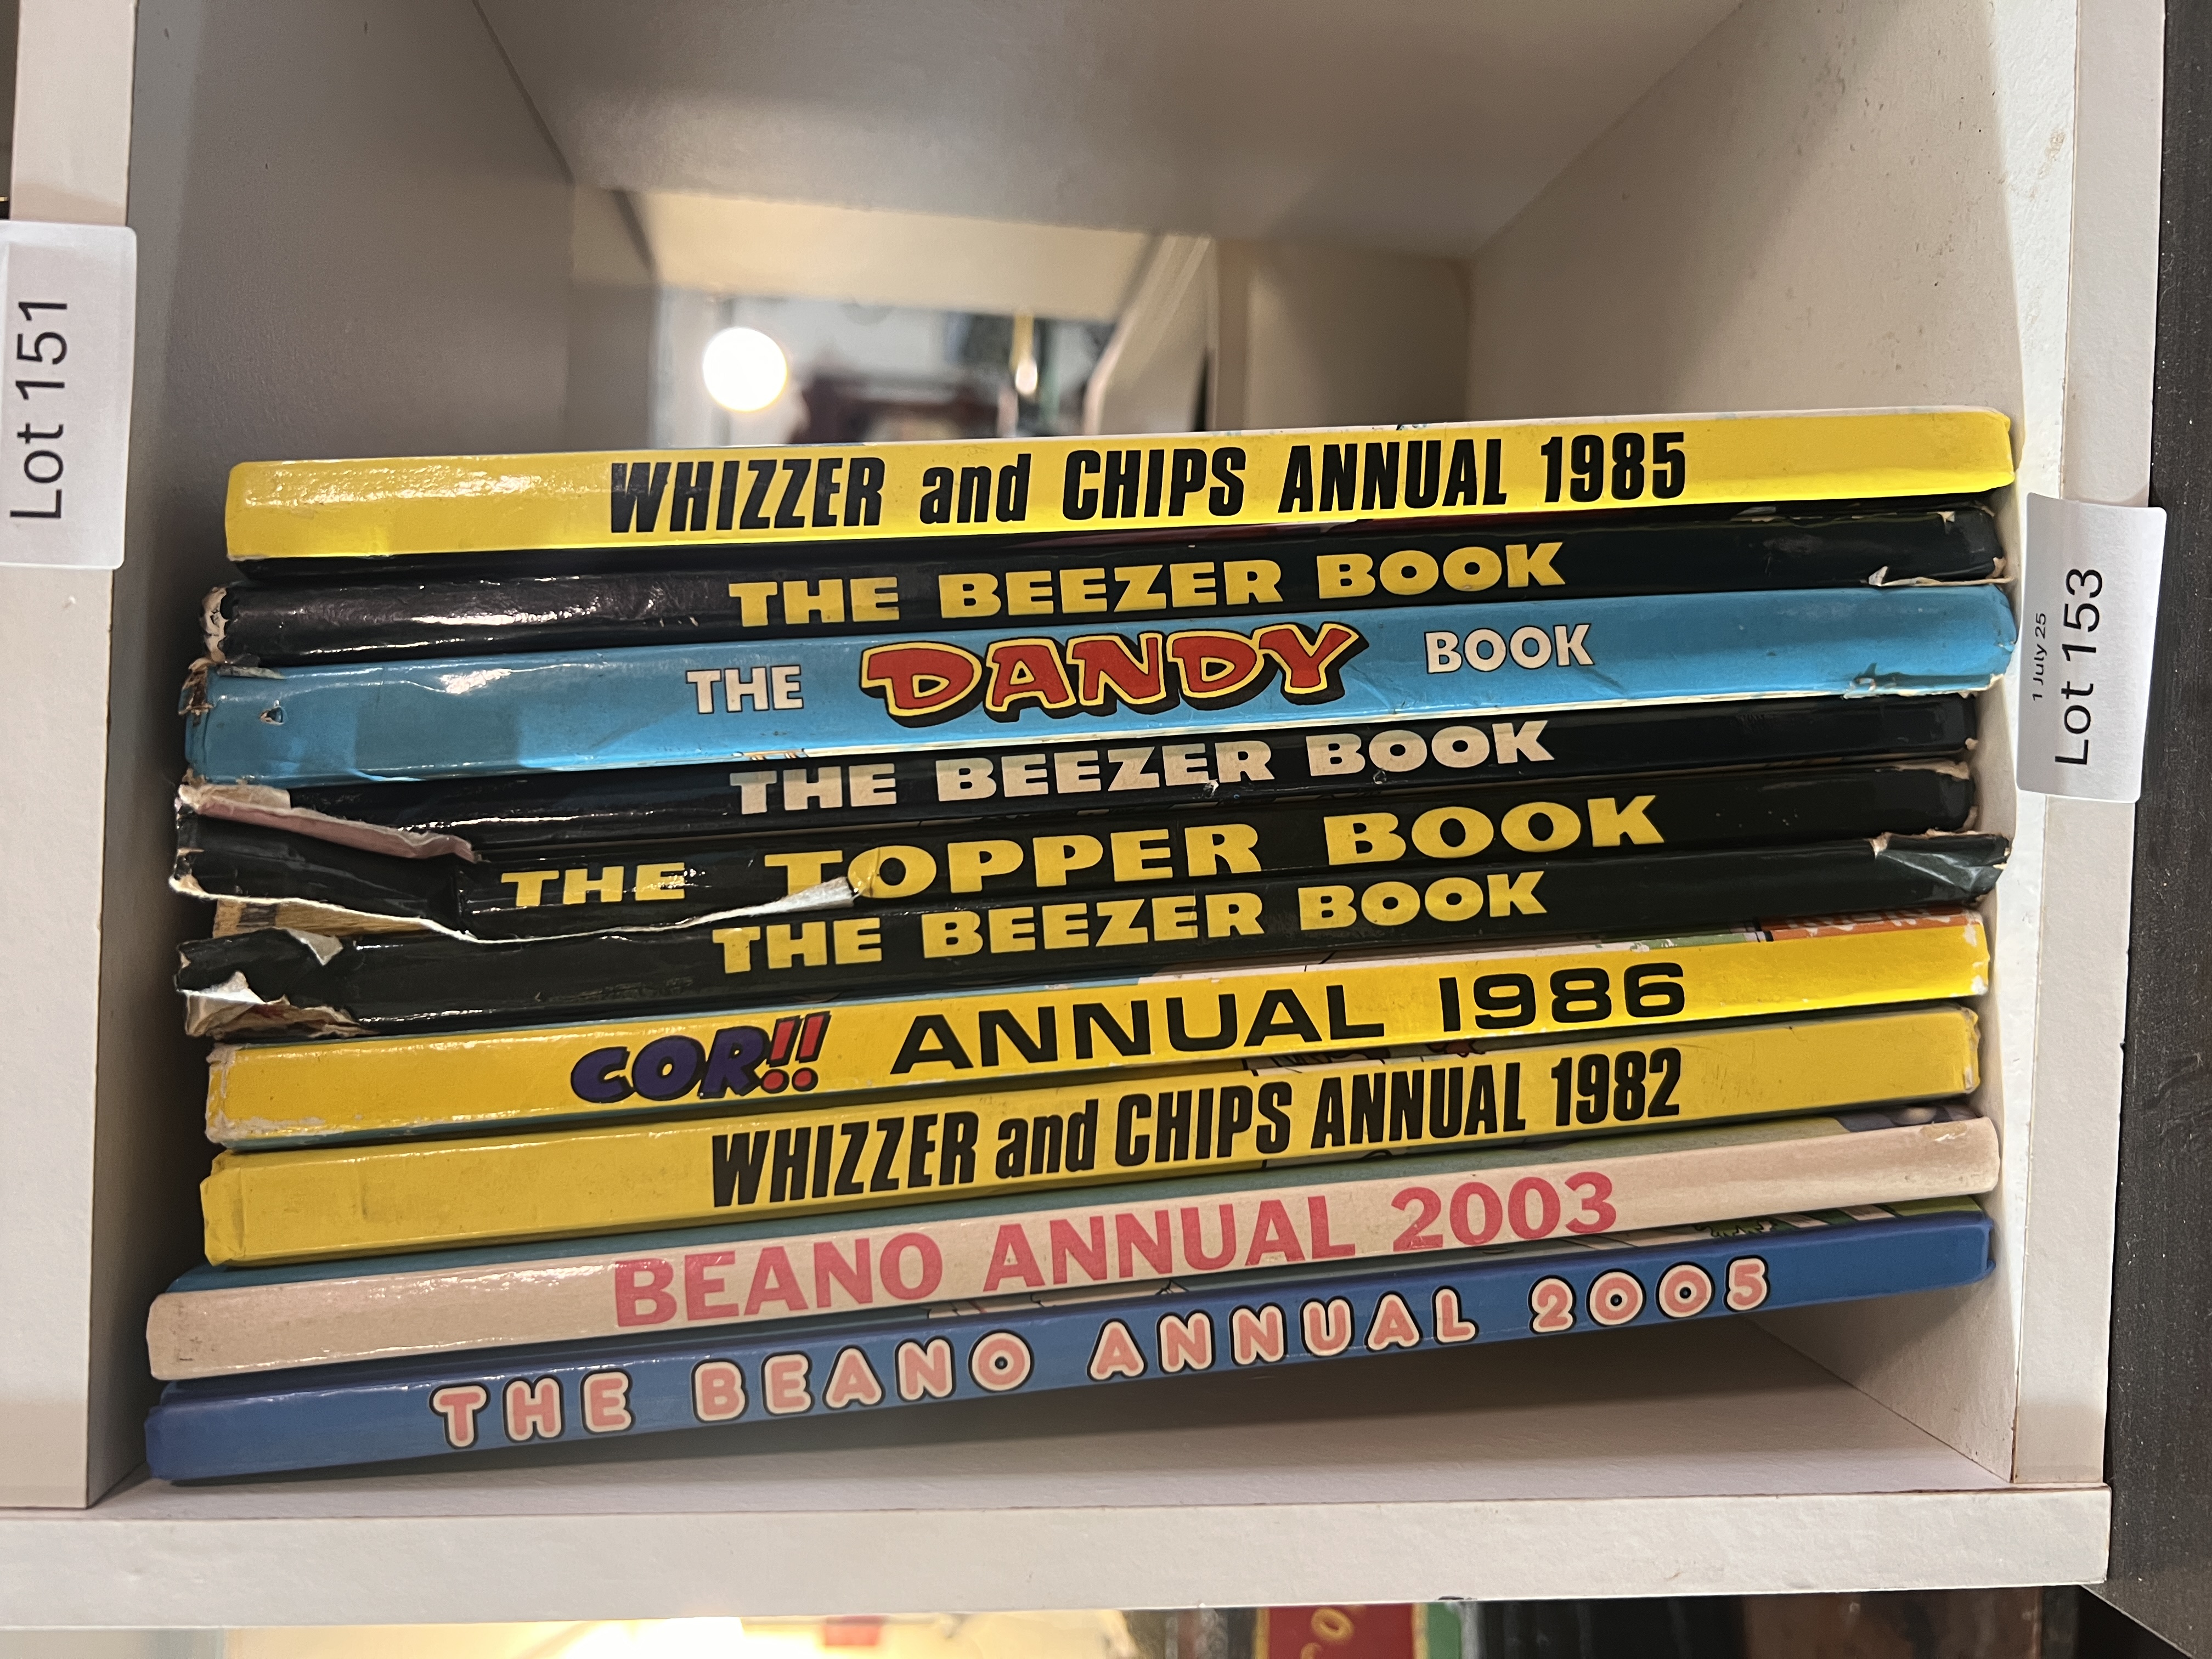 Lot 151
WHIZZER and CHIPS ANNUAL 1985
THE BEEZER BOOK
THE DANDY BOOK
THE BEEZER BOOK
THE TOPPER BOOK
THE BEEZER BOOK
COR!! ANNUAL 1986
WHIZZER and CHIPS ANNUAL 1982
BEANO ANNUAL 2003
THE BEANO ANNUAL 2005
1 July 25
Lot 153